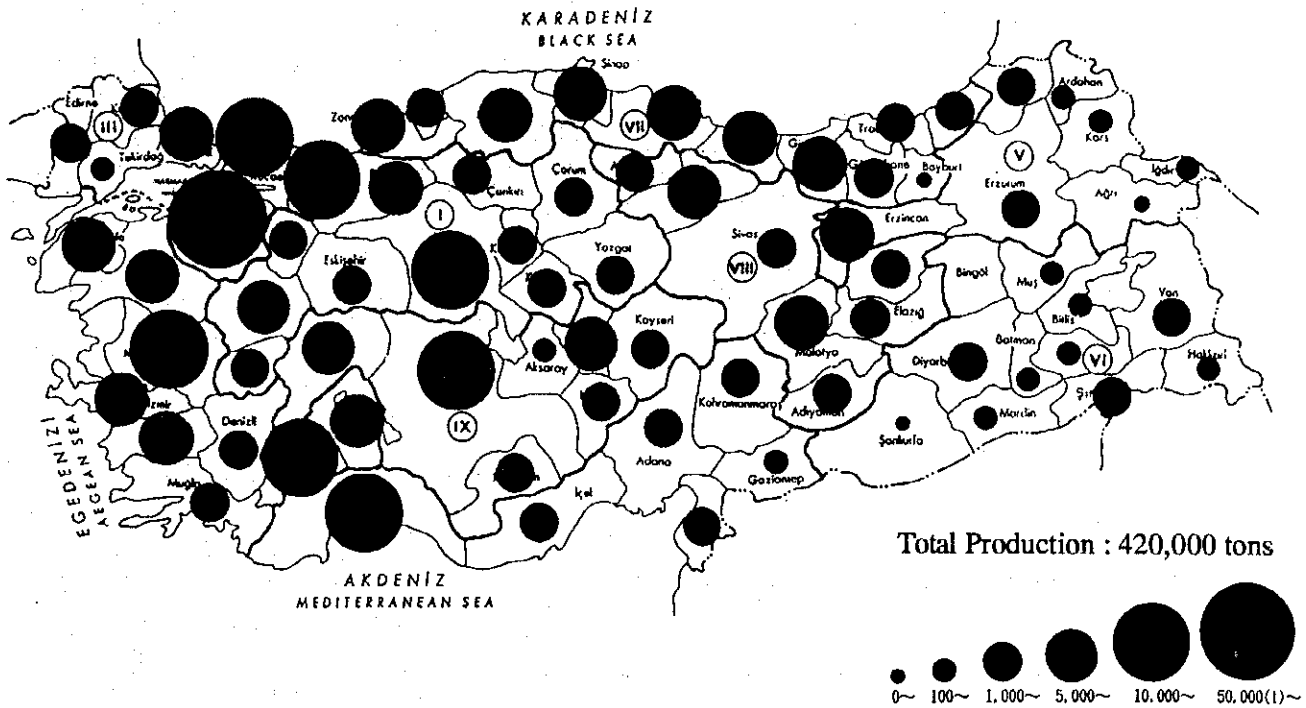 KARADENİZ
BLACK SEA
Sinop
Edirne
III
Tekirdağ
VII
Ardahan
Kars
V
Iğdır
Çankırı
Çorum
Bayburt
Erzurum
Ağrı
I
Erzincan
Eskişehir
Yozgat
Sivas
VIII
Bingöl
Muş
Van
Bitlis
Elazığ
Kayseri
Aksaray
Malatya
Batman
VI
Hakkari
İzmir
Denizli
IX
Kahramanmaraş
Adıyaman
Mardin
Şanlıurfa
Muğla
Adana
Gaziantep
İçel
EGEDENİZİ
AEGEAN SEA
AKDENİZ
MEDITERRANEAN SEA
Total Production : 420,000 tons
0~ 100~ 1,000~ 5,000~ 10,000~ 50,000(t)~